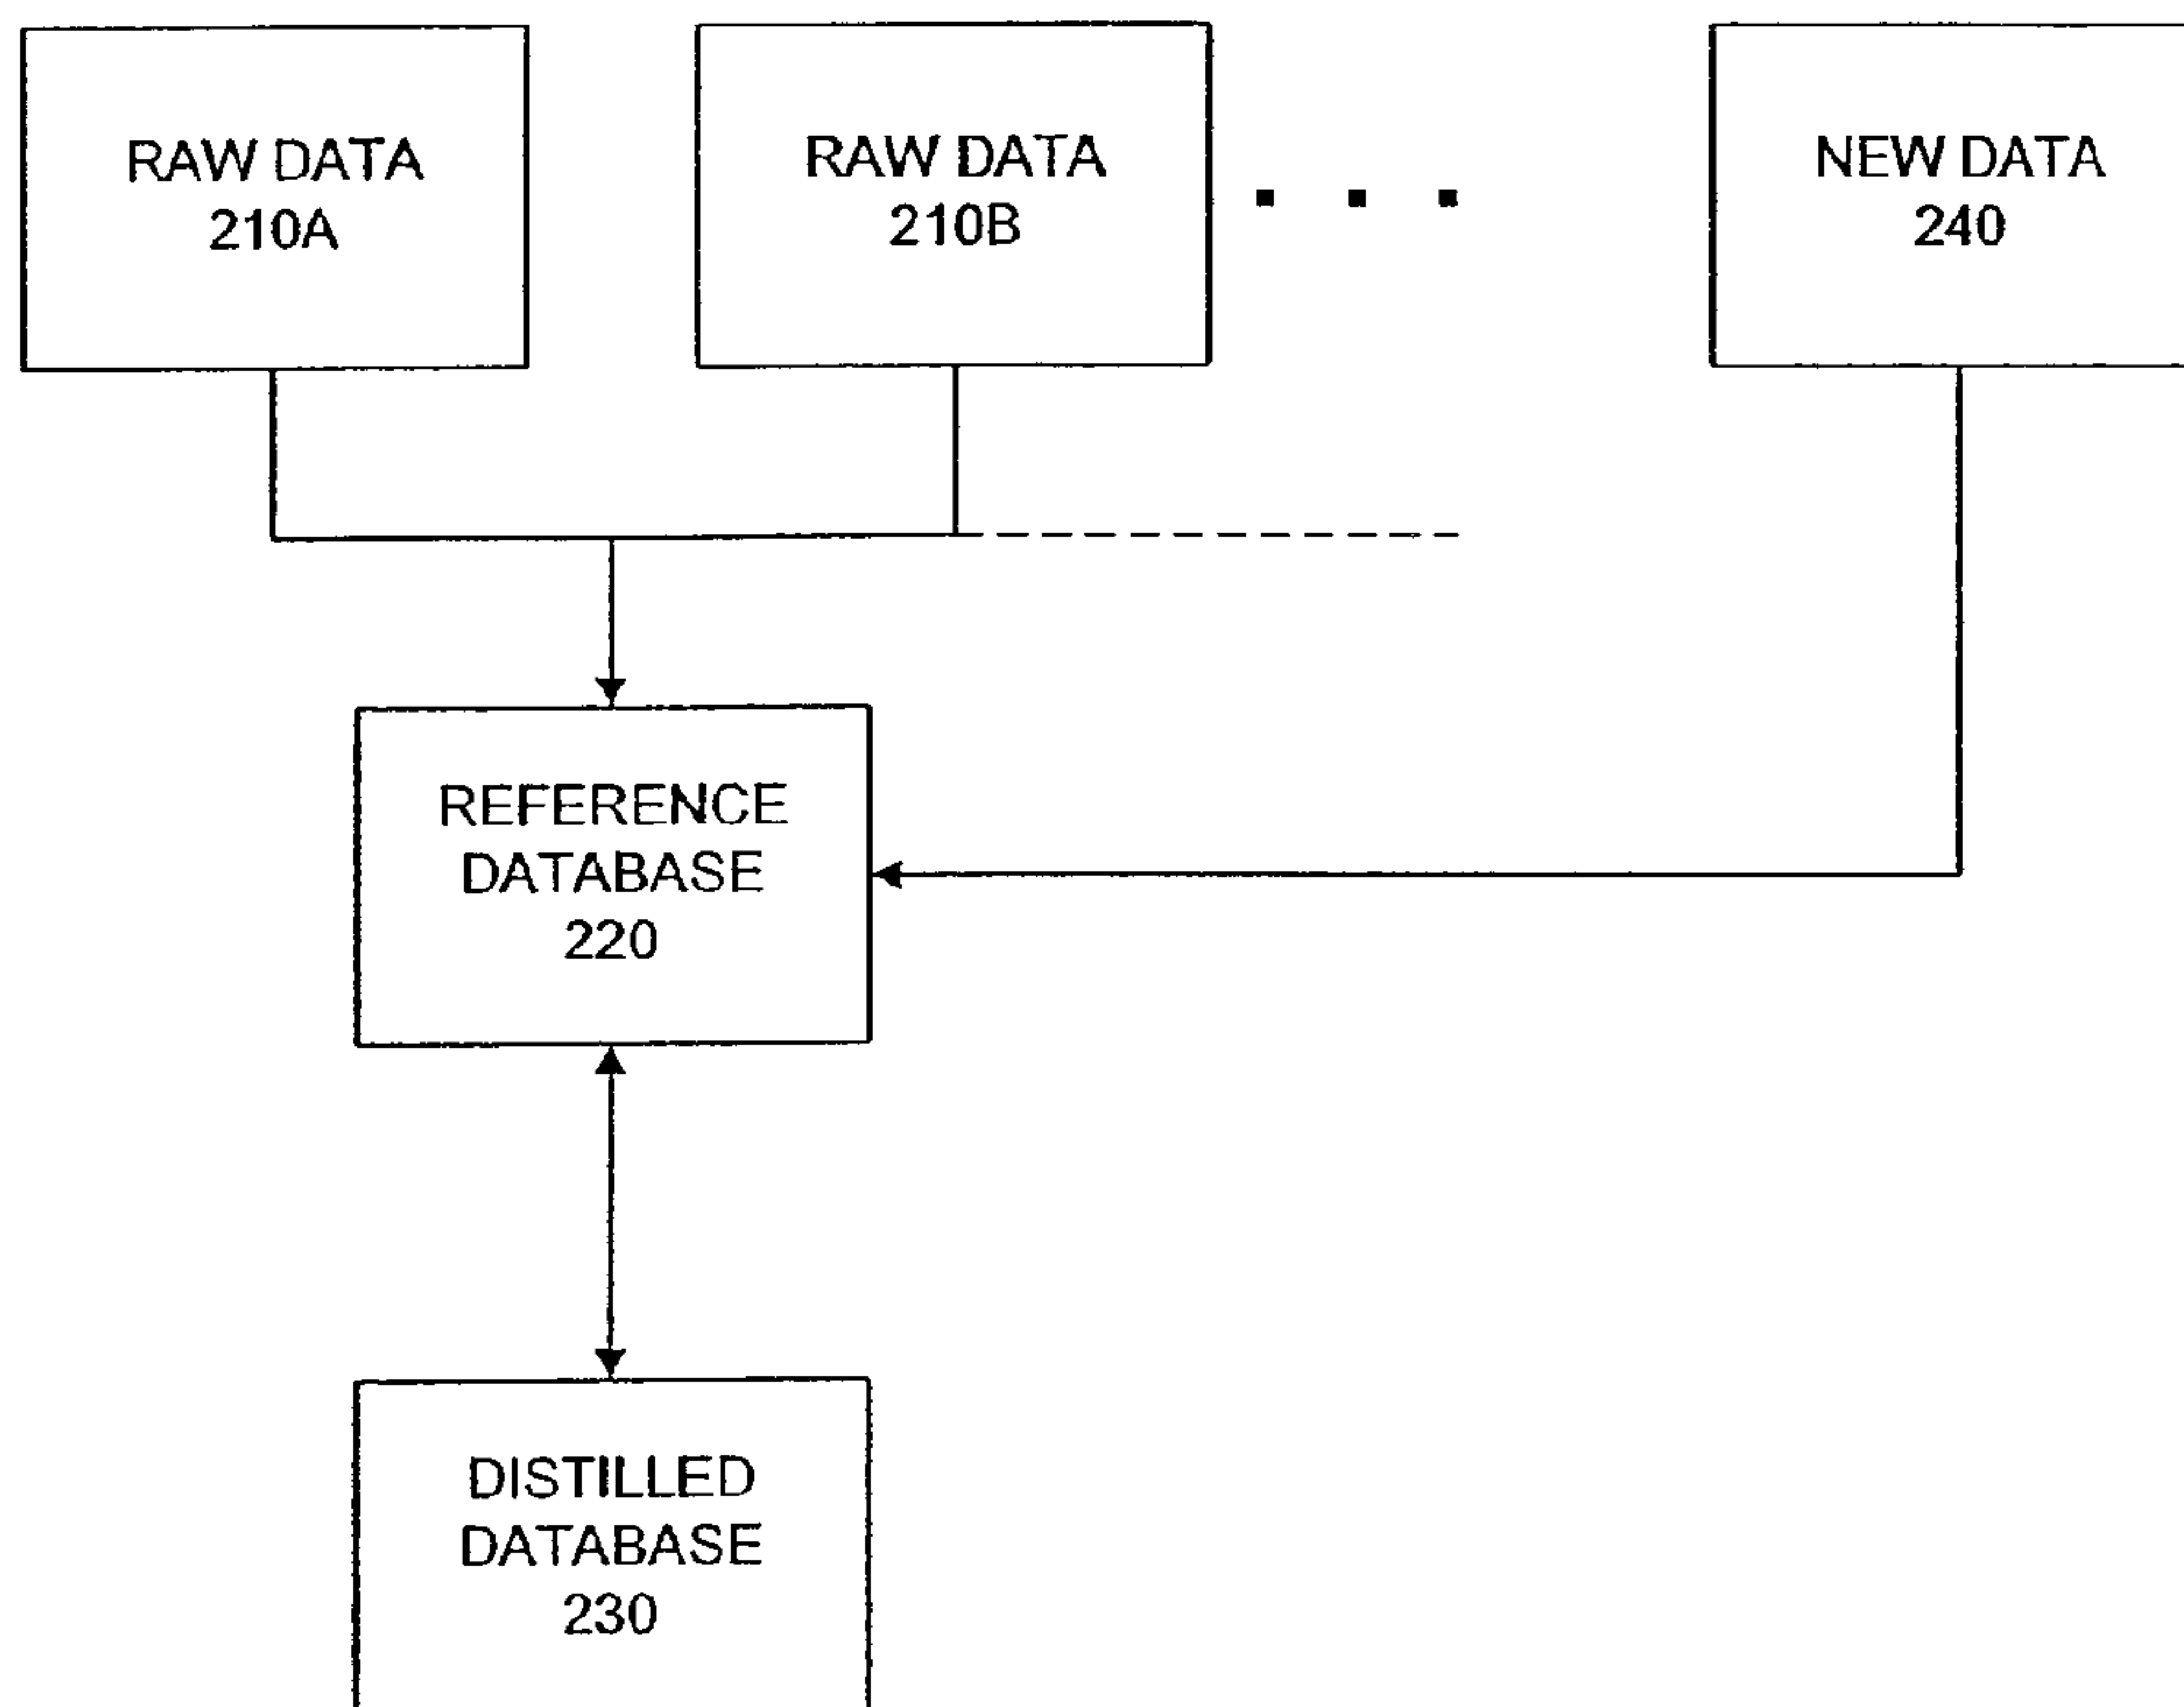 RAW DATA
210A
RAW DATA
210B
NEW DATA
240
REFERENCE
DATABASE
220
DISTILLED
DATABASE
230